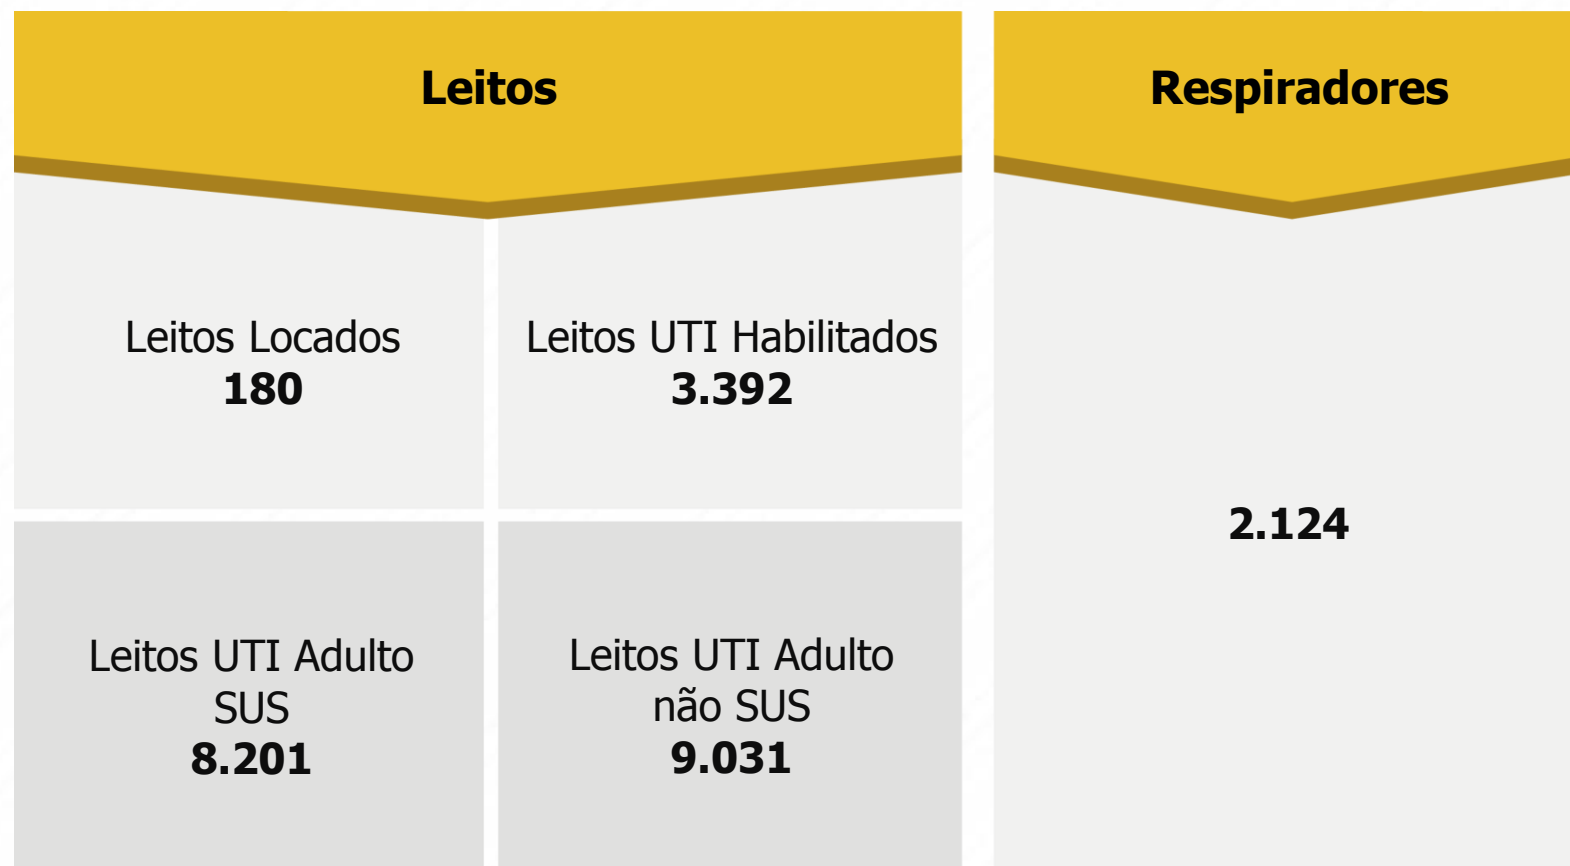 Leitos
Respiradores
Leitos Locados
180
Leitos UTI Habilitados
3.392
2.124
Leitos UTI Adulto
SUS
8.201
Leitos UTI Adulto
não SUS
9.031